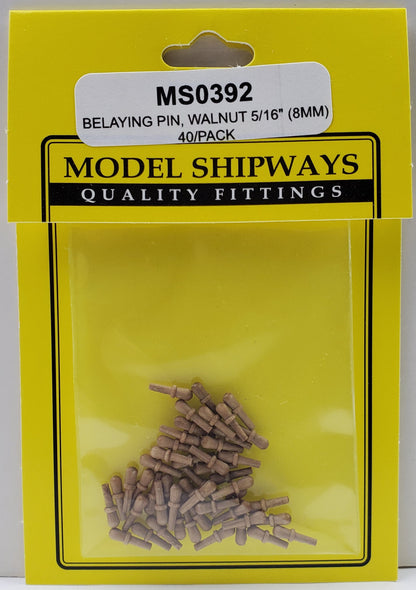 MS0392
BELAYING PIN, WALNUT 5/16" (8MM)
40/PACK
MODEL SHIPWAYS
QUALITY FITTINGS